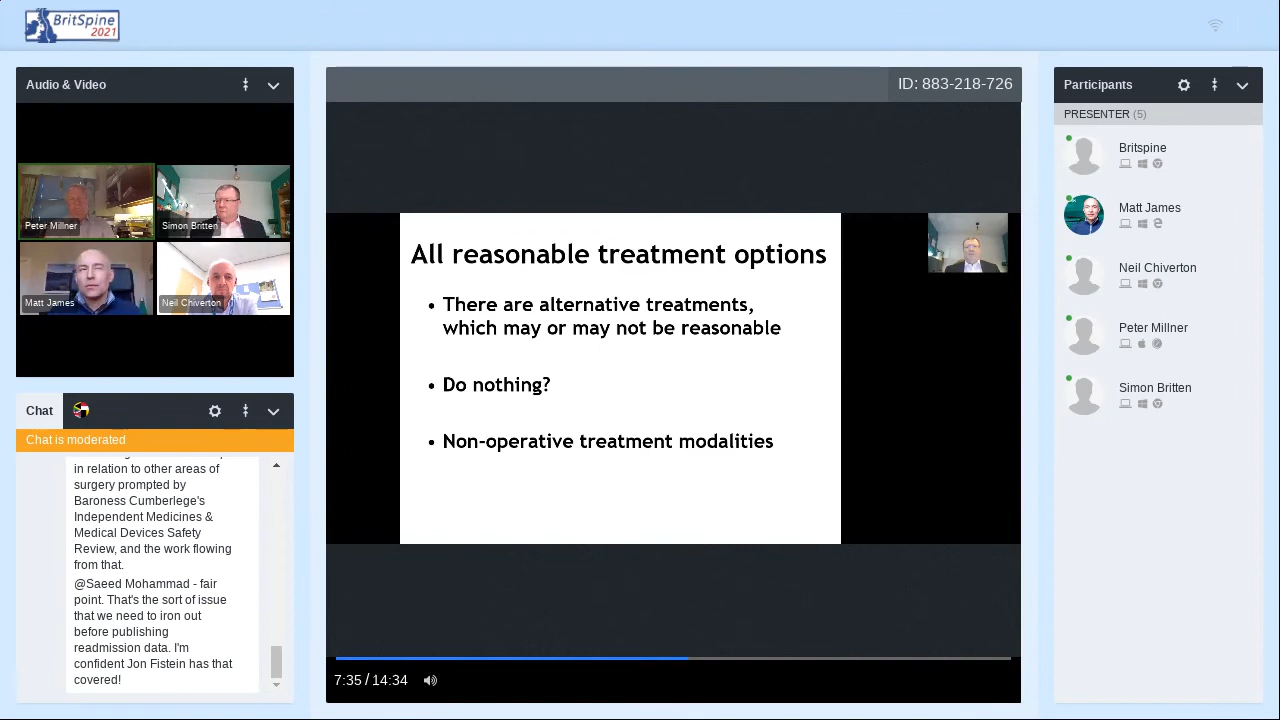 BritSpine
2021
Audio & Video
Peter Millner
Simon Britten
Matt James
Neil Chiverton
Chat
Chat is moderated
in relation to other areas of
surgery prompted by
Baroness Cumberlege's
Independent Medicines &
Medical Devices Safety
Review, and the work flowing
from that.
@Saeed Mohammad - fair
point. That's the sort of issue
that we need to iron out
before publishing
readmission data. I'm
confident Jon Fistein has that
covered!
ID: 883-218-726
All reasonable treatment options
• There are alternative treatments,
which may or may not be reasonable
• Do nothing?
• Non-operative treatment modalities
7:35 / 14:34
Participants
PRESENTER (5)
Britspine
Matt James
Neil Chiverton
Peter Millner
Simon Britten